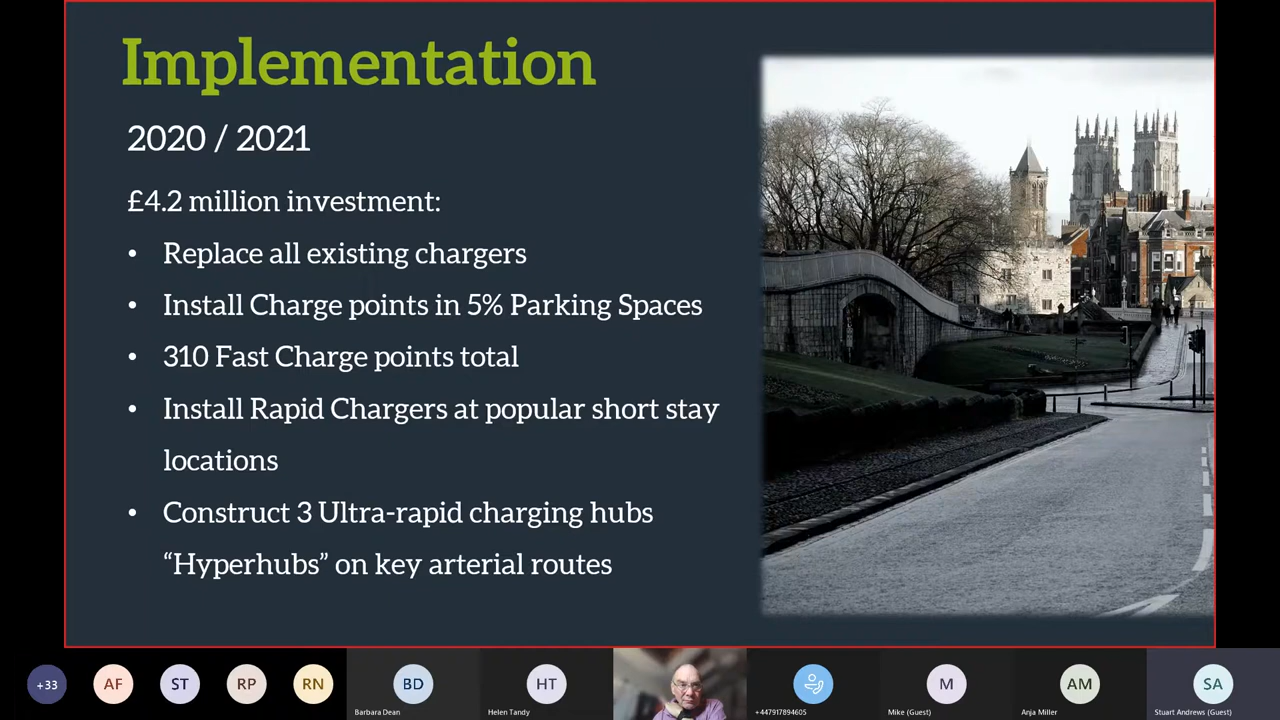 Implementation
2020 / 2021
£4.2 million investment:
• Replace all existing chargers
• Install Charge points in 5% Parking Spaces
• 310 Fast Charge points total
• Install Rapid Chargers at popular short stay
locations
• Construct 3 Ultra-rapid charging hubs
“Hyperhubs” on key arterial routes
+33
AF
ST
RP
RN
BD
HT
M
AM
SA
Barbara Dean
Helen Tandy
+447917894605
Mike (Guest)
Anja Miller
Stuart Andrews (Guest)